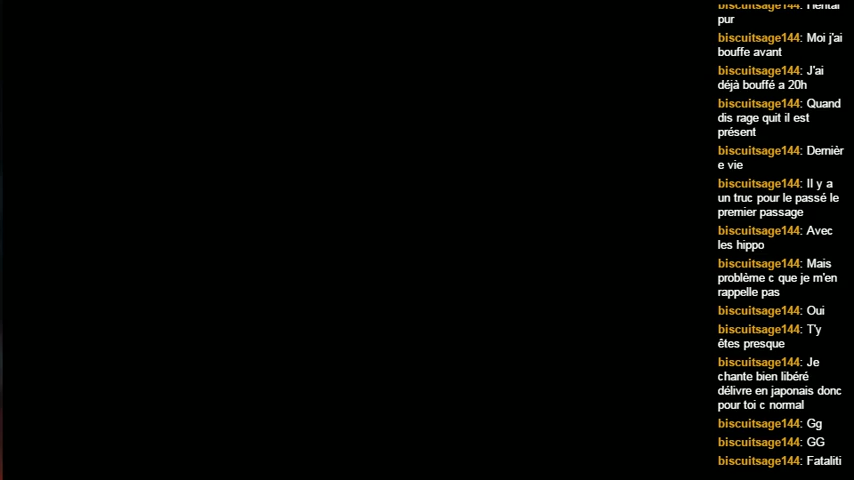 biscuitsage144: Hentai
pur
biscuitsage144: Moi j'ai
bouffe avant
biscuitsage144: J'ai
déjà bouffé a 20h
biscuitsage144: Quand
dis rage quit il est
présent
biscuitsage144: Dernièr
e vie
biscuitsage144: Il y a
un truc pour le passé le
premier passage
biscuitsage144: Avec
les hippo
biscuitsage144: Mais
problème c que je m'en
rappelle pas
biscuitsage144: Oui
biscuitsage144: T'y
êtes presque
biscuitsage144: Je
chante bien libéré
délivre en japonais donc
pour toi c normal
biscuitsage144: Gg
biscuitsage144: GG
biscuitsage144: Fataliti